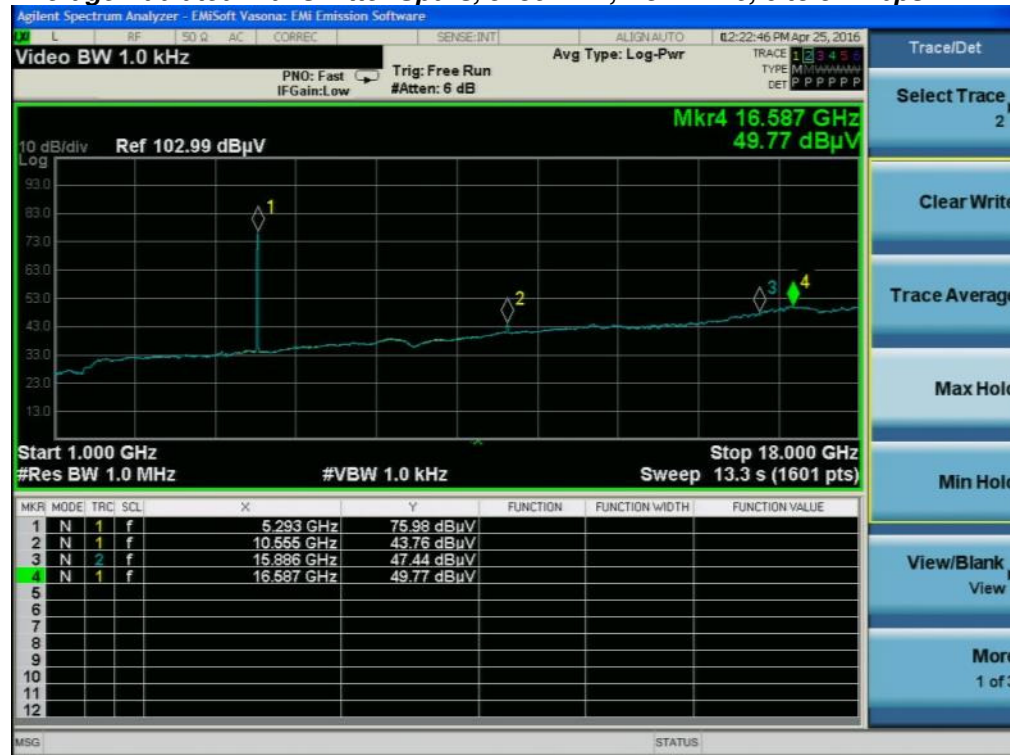 Agilent Spectrum Analyzer - EMiSoft Vasona: EMi Emission Software
L RF 50 Ω AC CORREC SENSE:INT ALIGN AUTO 02:22:46 PM Apr 25, 2016
Video BW 1.0 kHz
Avg Type: Log-Pwr
TRACE 1 2 3 4 5 6
TYPE M M W W W W
DET P P P P P P
PNO: Fast
IFGain:Low
Trig: Free Run
#Atten: 6 dB
Mkr4 16.587 GHz
49.77 dBµV
10 dB/div Ref 102.99 dBµV
Log
93.0
83.0
73.0
63.0
53.0
43.0
33.0
23.0
13.0
1
2
3
4
Start 1.000 GHz Stop 18.000 GHz
#Res BW 1.0 MHz #VBW 1.0 kHz Sweep 13.3 s (1601 pts)
MKR MODE TRC SCL X Y FUNCTION FUNCTION WIDTH FUNCTION VALUE
1 N 1 f 5.293 GHz 75.98 dBµV
2 N 1 f 10.555 GHz 43.76 dBµV
3 N 2 f 15.886 GHz 47.44 dBµV
4 N 1 f 16.587 GHz 49.77 dBµV
5
6
7
8
9
10
11
12
MSG STATUS
Trace/Det
Select Trace
2
Clear Write
Trace Average
Max Hold
Min Hold
View/Blank
View
More
1 of 3